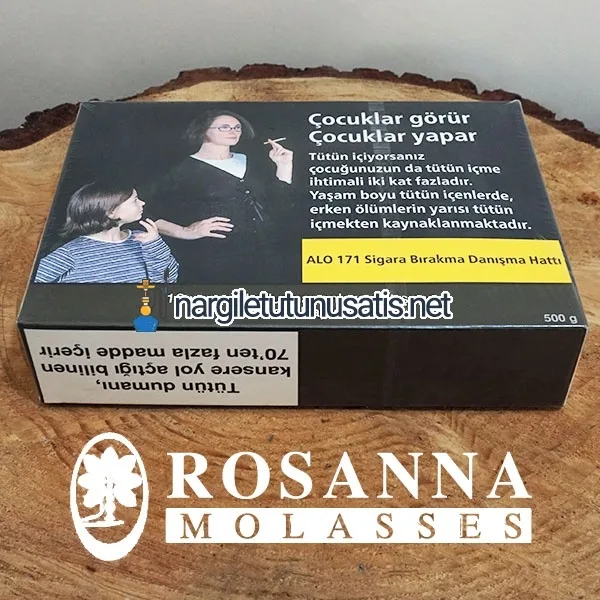 Çocuklar görür
Çocuklar yapar
Tütün içiyorsanız
çocuğunuzun da tütün içme
ihtimali iki kat fazladır.
Yaşam boyu tütün içenlerde,
erken ölümlerin yarısı tütün
içmekten kaynaklanmaktadır.
ALO 171 Sigara Bırakma Danışma Hattı
nargiletutunusatis.net
500 g
Tütün dumanı,
kansere yol açtığı bilinen
70'ten fazla madde içerir
ROSANNA
MOLASSES